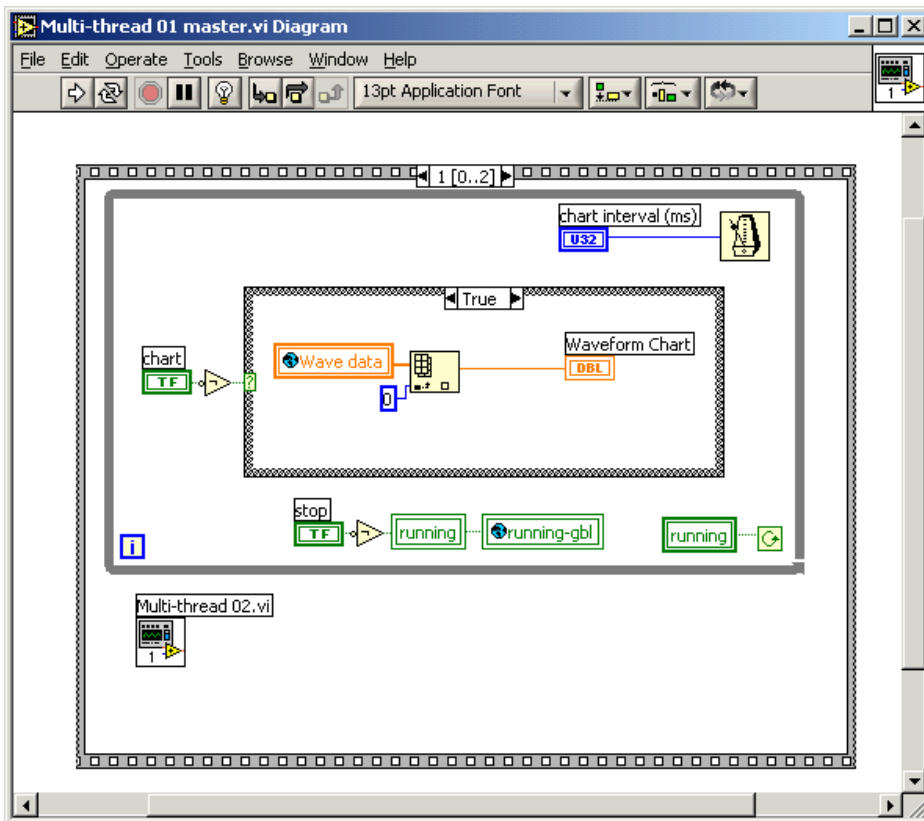 Multi-thread 01 master.vi Diagram
File Edit Operate Tools Browse Window Help
13pt Application Font
1
1 [0..2]
chart interval (ms)
U32
True
chart
TF
?
Wave data
0
Waveform Chart
DBL
stop
TF
running
running-gbl
running
i
Multi-thread 02.vi
1